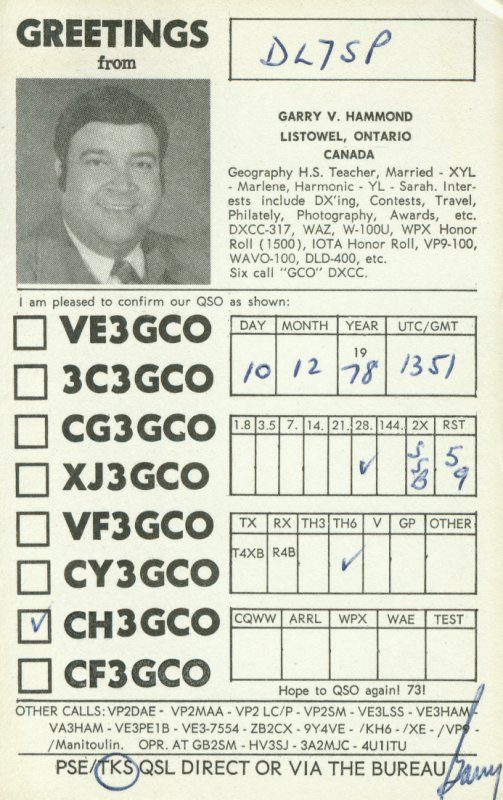 GREETINGS
from
DL7SP
GARRY V. HAMMOND
LISTOWEL, ONTARIO
CANADA
Geography H.S. Teacher, Married - XYL
- Marlene, Harmonic - YL - Sarah. Inter-
ests include DX'ing, Contests, Travel,
Philately, Photography, Awards, etc.
DXCC-317, WAZ, W-100U, WPX Honor
Roll (1500), IOTA Honor Roll, VP9-100,
WAVO-100, DLD-400, etc.
Six call "GCO" DXCC.
I am pleased to confirm our QSO as shown:
VE3GCO
3C3GCO
CG3GCO
XJ3GCO
VF3GCO
CY3GCO
CH3GCO
CF3GCO
DAY MONTH YEAR UTC/GMT
10 12 19 78 1351
1.8 3.5 7. 14. 21. 28. 144. 2X RST
✓ SSB 59
TX RX TH3 TH6 V GP OTHER
T4XB R4B ✓
CQWW ARRL WPX WAE TEST
Hope to QSO again! 73!
OTHER CALLS: VP2DAE - VP2MAA - VP2 LC/P - VP2SM - VE3LSS - VE3HAM
VA3HAM - VE3PE1B - VE3-7554 - ZB2CX - 9Y4VE - /KH6 - /XE - /VP9 -
/Manitoulin. OPR. AT GB2SM - HV3SJ - 3A2MJC - 4U1ITU
PSE/TKS QSL DIRECT OR VIA THE BUREAU
Garry